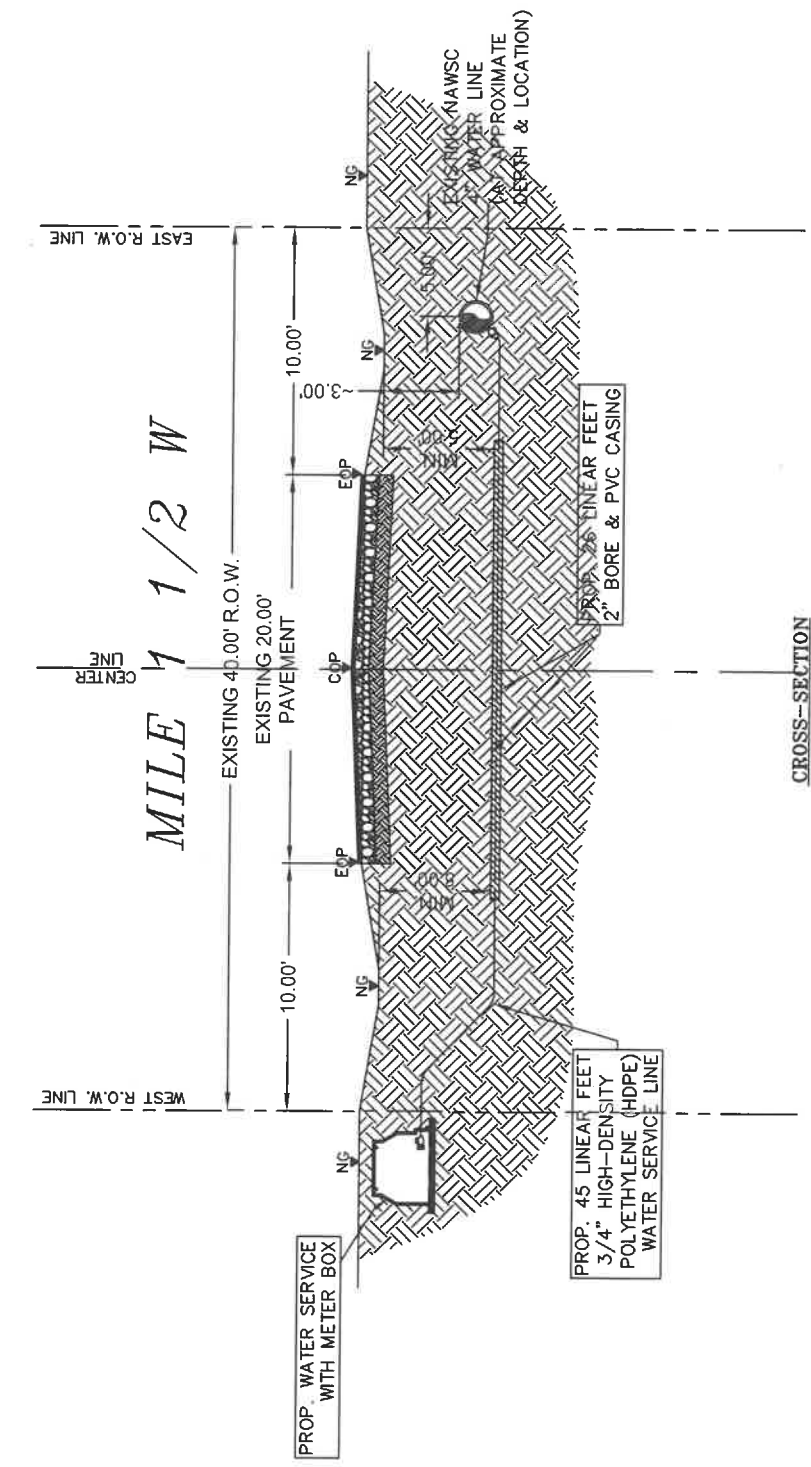 MILE 1 1/2 W
WEST R.O.W. LINE
CENTER
LINE
EAST R.O.W. LINE
EXISTING 40.00' R.O.W.
EXISTING 20.00'
PAVEMENT
10.00'
10.00'
NG
NG
EOP
COP
EOP
NG
NG
~3.00'
5.00'
MIN.
MIN.
5.00'
EXISTING NAWSC
WATER LINE
(AT APPROXIMATE
DEPTH & LOCATION)
PROP. WATER SERVICE
WITH METER BOX
PROP. 45 LINEAR FEET
3/4" HIGH-DENSITY
POLYETHYLENE (HDPE)
WATER SERVICE LINE
PROP. 26 LINEAR FEET
2" BORE & PVC CASING
CROSS-SECTION